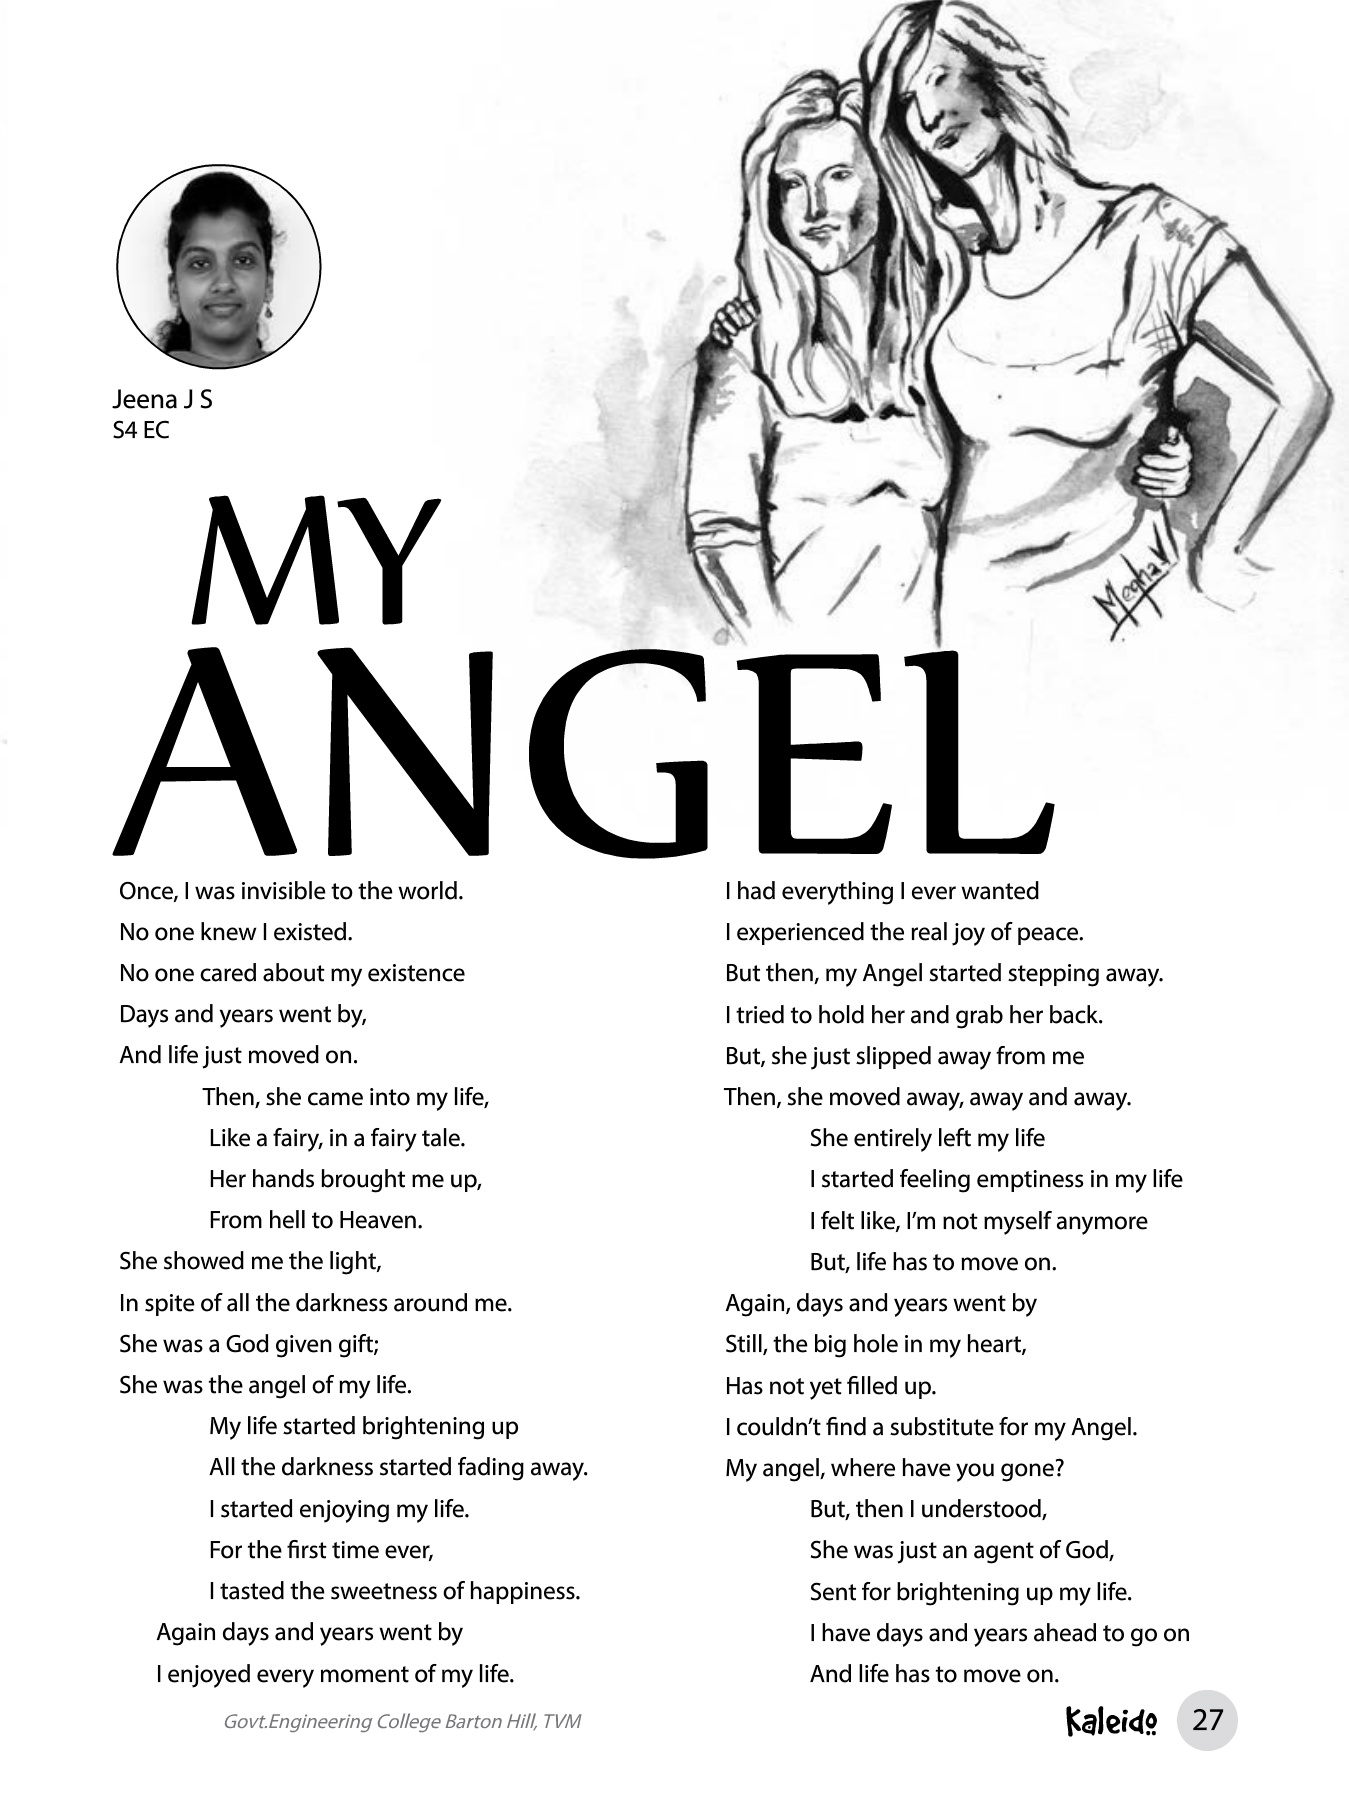 Jeena J S
S4 EC
Megha V
MY
ANGEL
Once, I was invisible to the world.
No one knew I existed.
No one cared about my existence
Days and years went by,
And life just moved on.
Then, she came into my life,
Like a fairy, in a fairy tale.
Her hands brought me up,
From hell to Heaven.
She showed me the light,
In spite of all the darkness around me.
She was a God given gift;
She was the angel of my life.
My life started brightening up
All the darkness started fading away.
I started enjoying my life.
For the first time ever,
I tasted the sweetness of happiness.
Again days and years went by
I enjoyed every moment of my life.
I had everything I ever wanted
I experienced the real joy of peace.
But then, my Angel started stepping away.
I tried to hold her and grab her back.
But, she just slipped away from me
Then, she moved away, away and away.
She entirely left my life
I started feeling emptiness in my life
I felt like, I’m not myself anymore
But, life has to move on.
Again, days and years went by
Still, the big hole in my heart,
Has not yet filled up.
I couldn’t find a substitute for my Angel.
My angel, where have you gone?
But, then I understood,
She was just an agent of God,
Sent for brightening up my life.
I have days and years ahead to go on
And life has to move on.
Govt.Engineering College Barton Hill, TVM
Kaleido
27